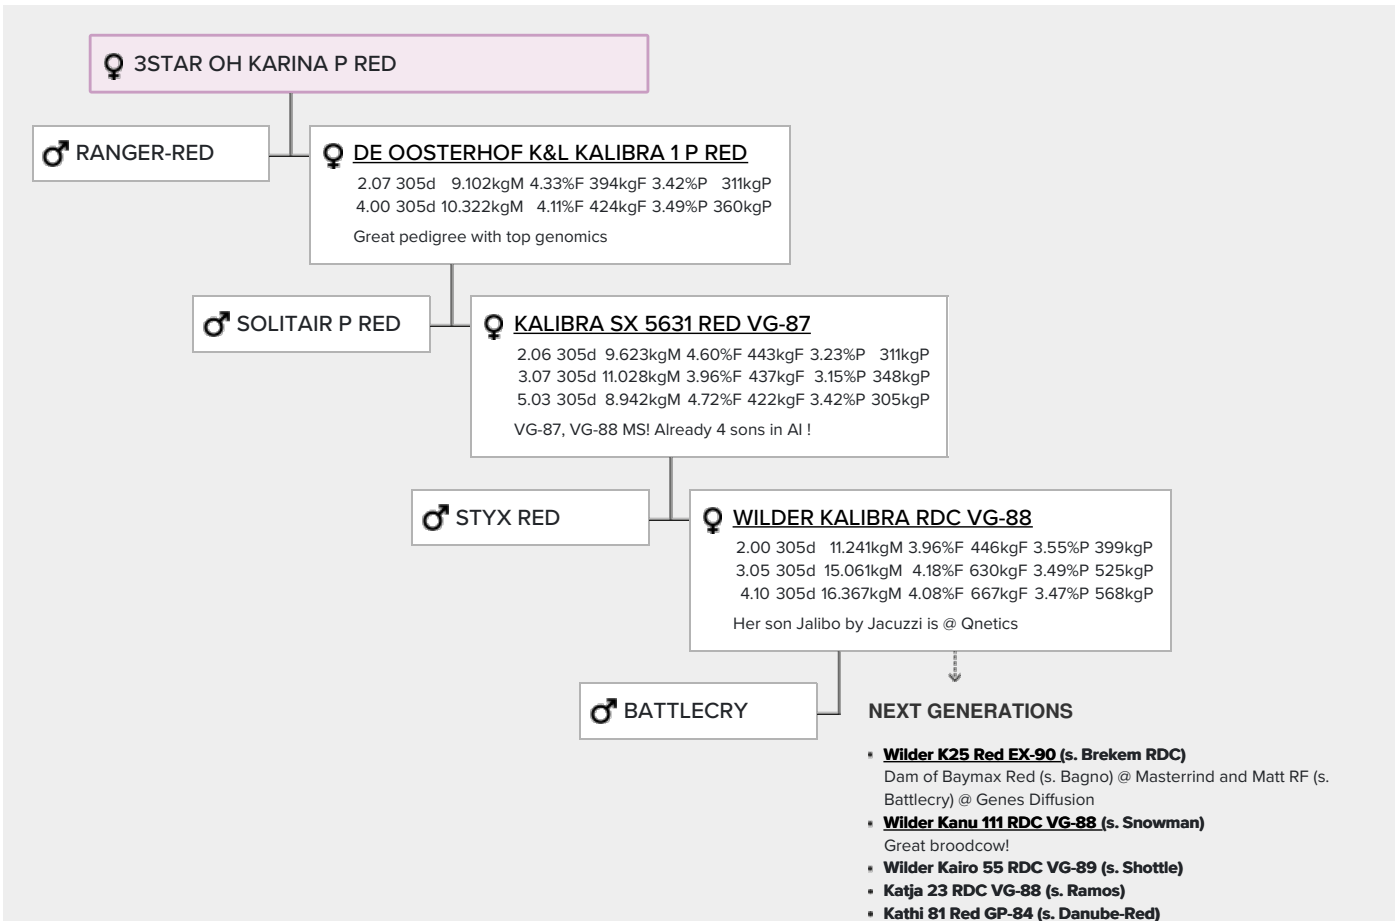 3STAR OH KARINA P RED
RANGER-RED
DE OOSTERHOF K&L KALIBRA 1 P RED
2.07 305d 9.102kgM 4.33%F 394kgF 3.42%P 311kgP
4.00 305d 10.322kgM 4.11%F 424kgF 3.49%P 360kgP
Great pedigree with top genomics
SOLITAIR P RED
KALIBRA SX 5631 RED VG-87
2.06 305d 9.623kgM 4.60%F 443kgF 3.23%P 311kgP
3.07 305d 11.028kgM 3.96%F 437kgF 3.15%P 348kgP
5.03 305d 8.942kgM 4.72%F 422kgF 3.42%P 305kgP
VG-87, VG-88 MS! Already 4 sons in AI !
STYX RED
WILDER KALIBRA RDC VG-88
2.00 305d 11.241kgM 3.96%F 446kgF 3.55%P 399kgP
3.05 305d 15.061kgM 4.18%F 630kgF 3.49%P 525kgP
4.10 305d 16.367kgM 4.08%F 667kgF 3.47%P 568kgP
Her son Jalibo by Jacuzzi is @ Qnetics
BATTLECRY
NEXT GENERATIONS
Wilder K25 Red EX-90 (s. Brekem RDC)
Dam of Baymax Red (s. Bagno) @ Masterrind and Matt RF (s.
Battlecry) @ Genes Diffusion
Wilder Kanu 111 RDC VG-88 (s. Snowman)
Great broodcow!
Wilder Kairo 55 RDC VG-89 (s. Shottle)
Katja 23 RDC VG-88 (s. Ramos)
Kathi 81 Red GP-84 (s. Danube-Red)